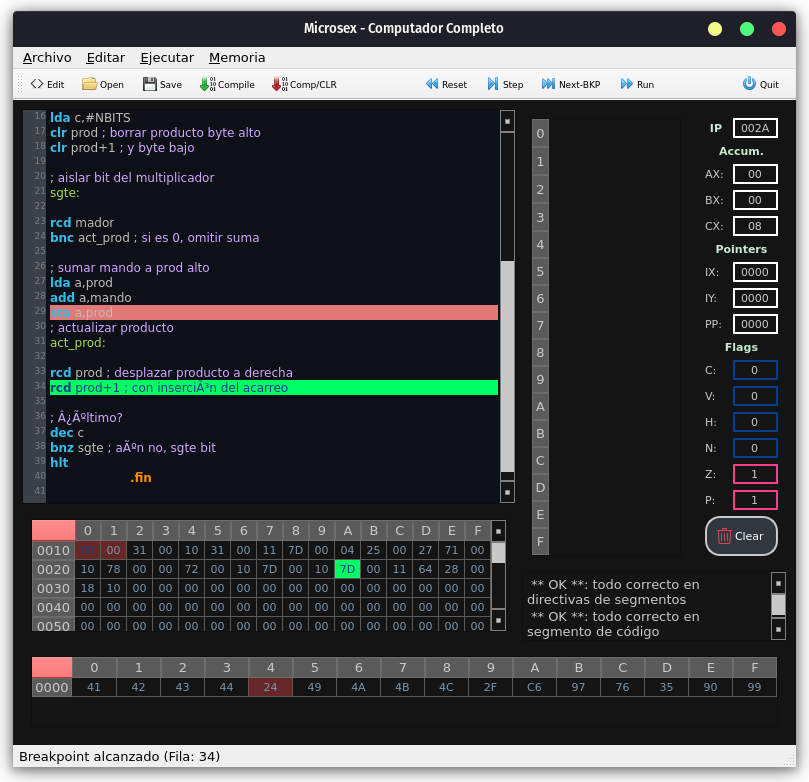 Microsex - Computador Completo
Archivo Editar Ejecutar Memoria
Edit Open Save Compile Comp/CLR Reset Step Next-BKP Run Quit
16 lda c,#NBITS
17 clr prod ; borrar producto byte alto
18 clr prod+1 ; y byte bajo
19
20 ; aislar bit del multiplicador
21 sgte:
22
23 rcd mador
24 bnc act_prod ; si es 0, omitir suma
25
26 ; sumar mando a prod alto
27 lda a,prod
28 add a,mando
29 a,prod
30 ; actualizar producto
31 act_prod:
32
33 rcd prod ; desplazar producto a derecha
34 rcd prod+1 ; con inserciÃ³n del acarreo
35
36 ; Â¿Ãºltimo?
37 dec c
38 bnz sgte ; aÃºn no, sgte bit
39 hlt
40 .fin
41
0
1
2
3
4
5
6
7
8
9
A
B
C
D
E
F
IP 002A
Accum.
AX: 00
BX: 00
CX: 08
Pointers
IX: 0000
IY: 0000
PP: 0000
Flags
C: 0
V: 0
H: 0
N: 0
Z: 1
P: 1
Clear
0 1 2 3 4 5 6 7 8 9 A B C D E F
0010 00 31 00 10 31 00 11 7D 00 04 25 00 27 71 00
0020 10 78 00 00 72 00 10 7D 00 10 7D 00 11 64 28 00
0030 18 10 00 00 00 00 00 00 00 00 00 00 00 00 00 00
0040 00 00 00 00 00 00 00 00 00 00 00 00 00 00 00 00
0050 00 00 00 00 00 00 00 00 00 00 00 00 00 00 00 00
** OK **: todo correcto en
directivas de segmentos
** OK **: todo correcto en
segmento de código
0 1 2 3 4 5 6 7 8 9 A B C D E F
0000 41 42 43 44 24 49 4A 4B 4C 2F C6 97 76 35 90 99
Breakpoint alcanzado (Fila: 34)